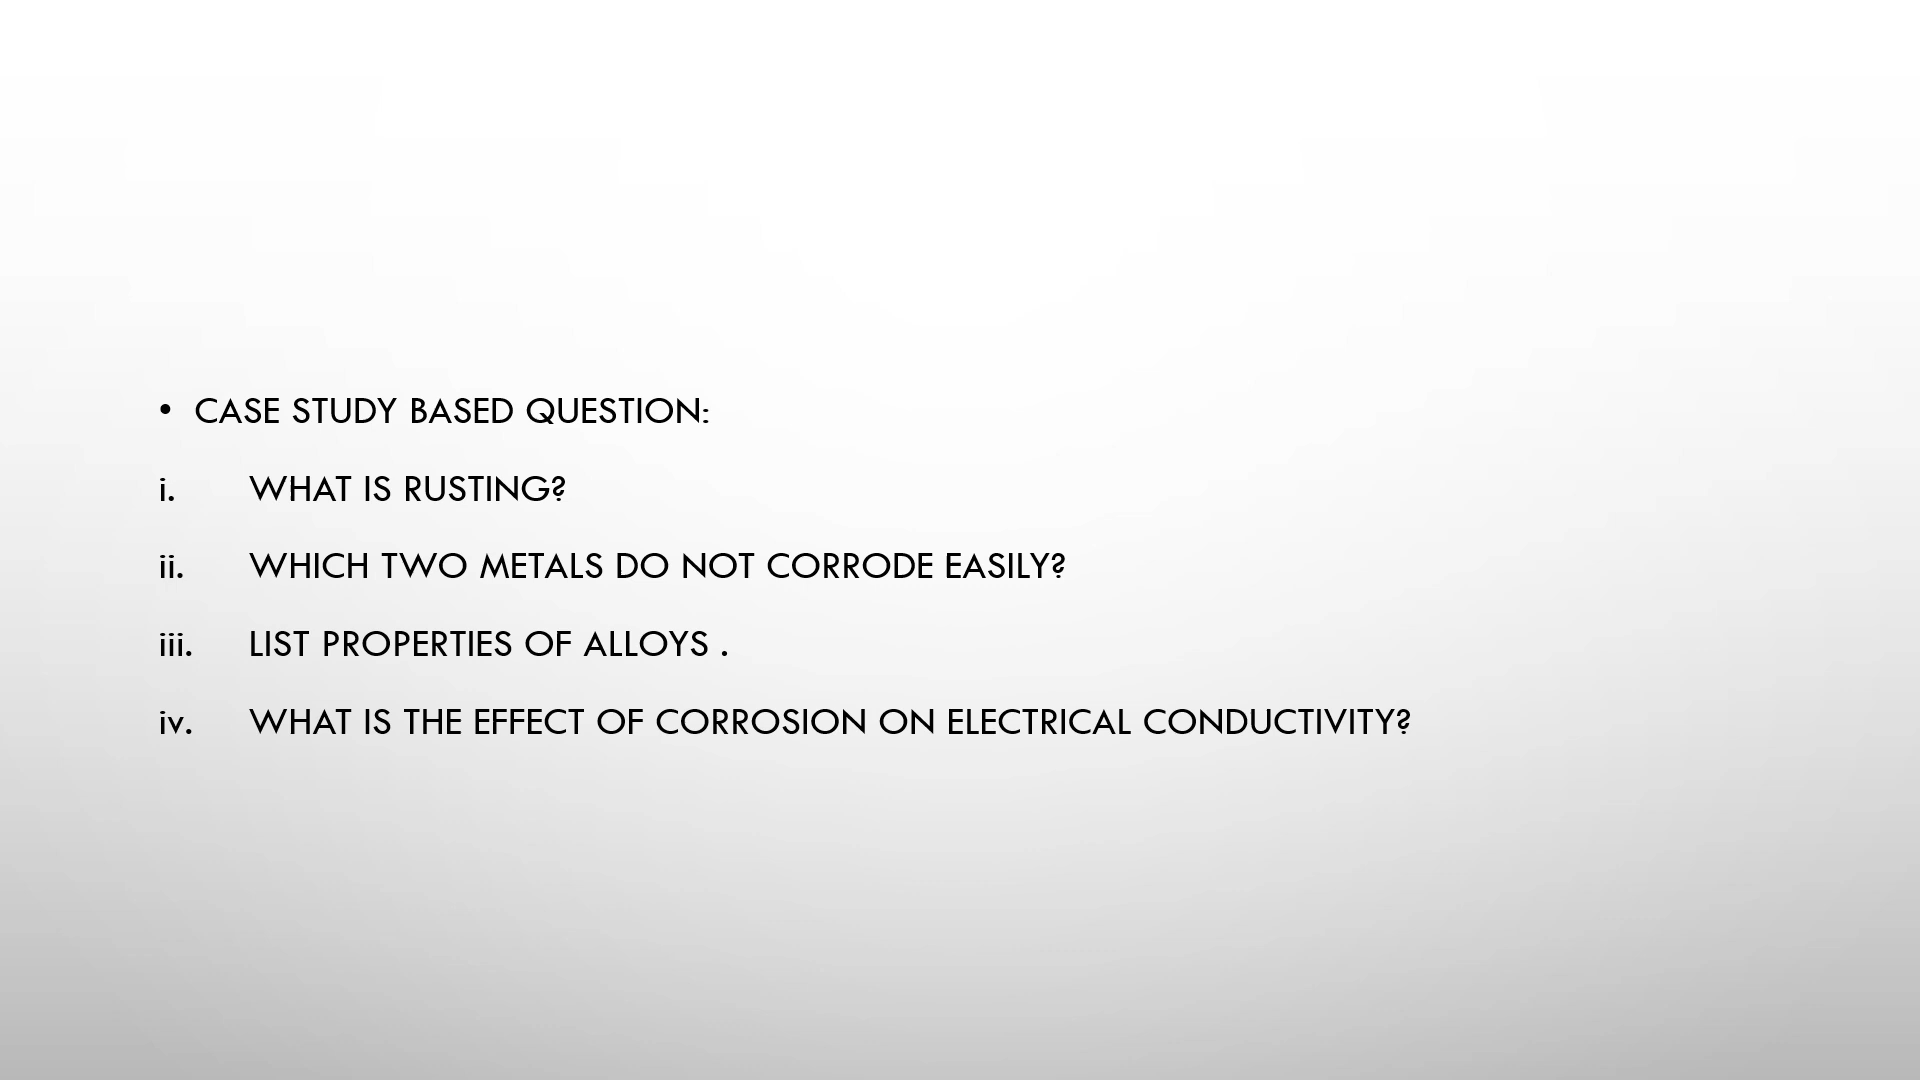 • CASE STUDY BASED QUESTION:
i. WHAT IS RUSTING?
ii. WHICH TWO METALS DO NOT CORRODE EASILY?
iii. LIST PROPERTIES OF ALLOYS .
iv. WHAT IS THE EFFECT OF CORROSION ON ELECTRICAL CONDUCTIVITY?